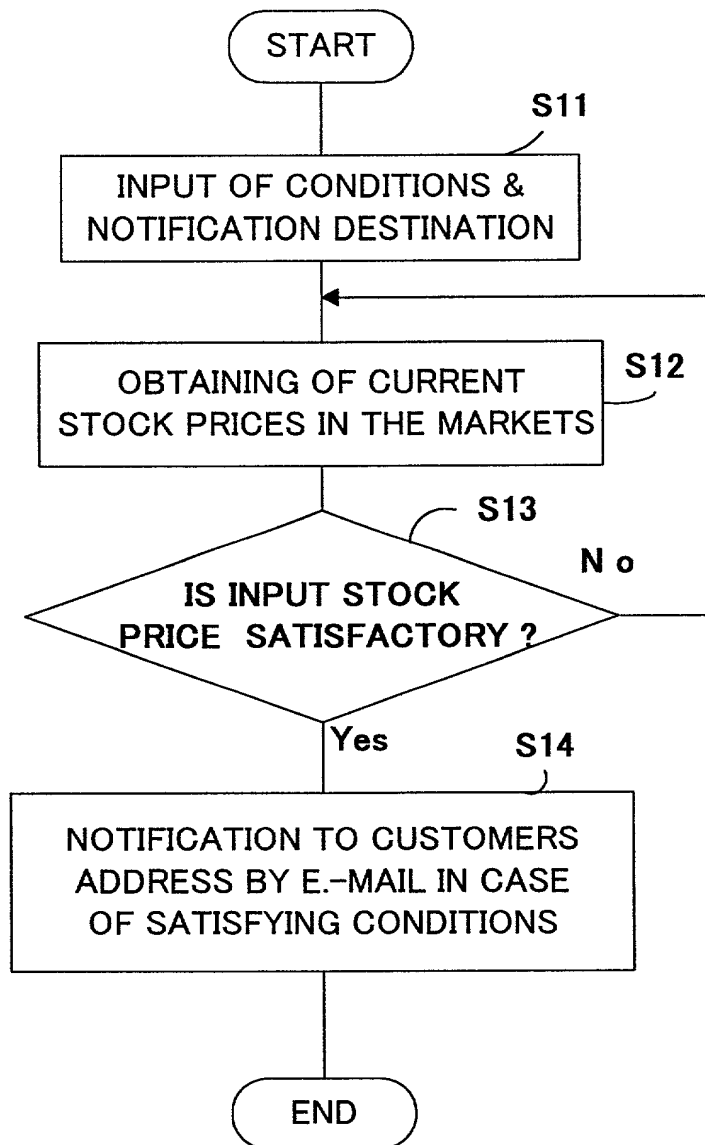 START
S11
INPUT OF CONDITIONS &
NOTIFICATION DESTINATION
S12
OBTAINING OF CURRENT
STOCK PRICES IN THE MARKETS
S13
No
IS INPUT STOCK
PRICE SATISFACTORY ?
Yes
S14
NOTIFICATION TO CUSTOMERS
ADDRESS BY E.-MAIL IN CASE
OF SATISFYING CONDITIONS
END